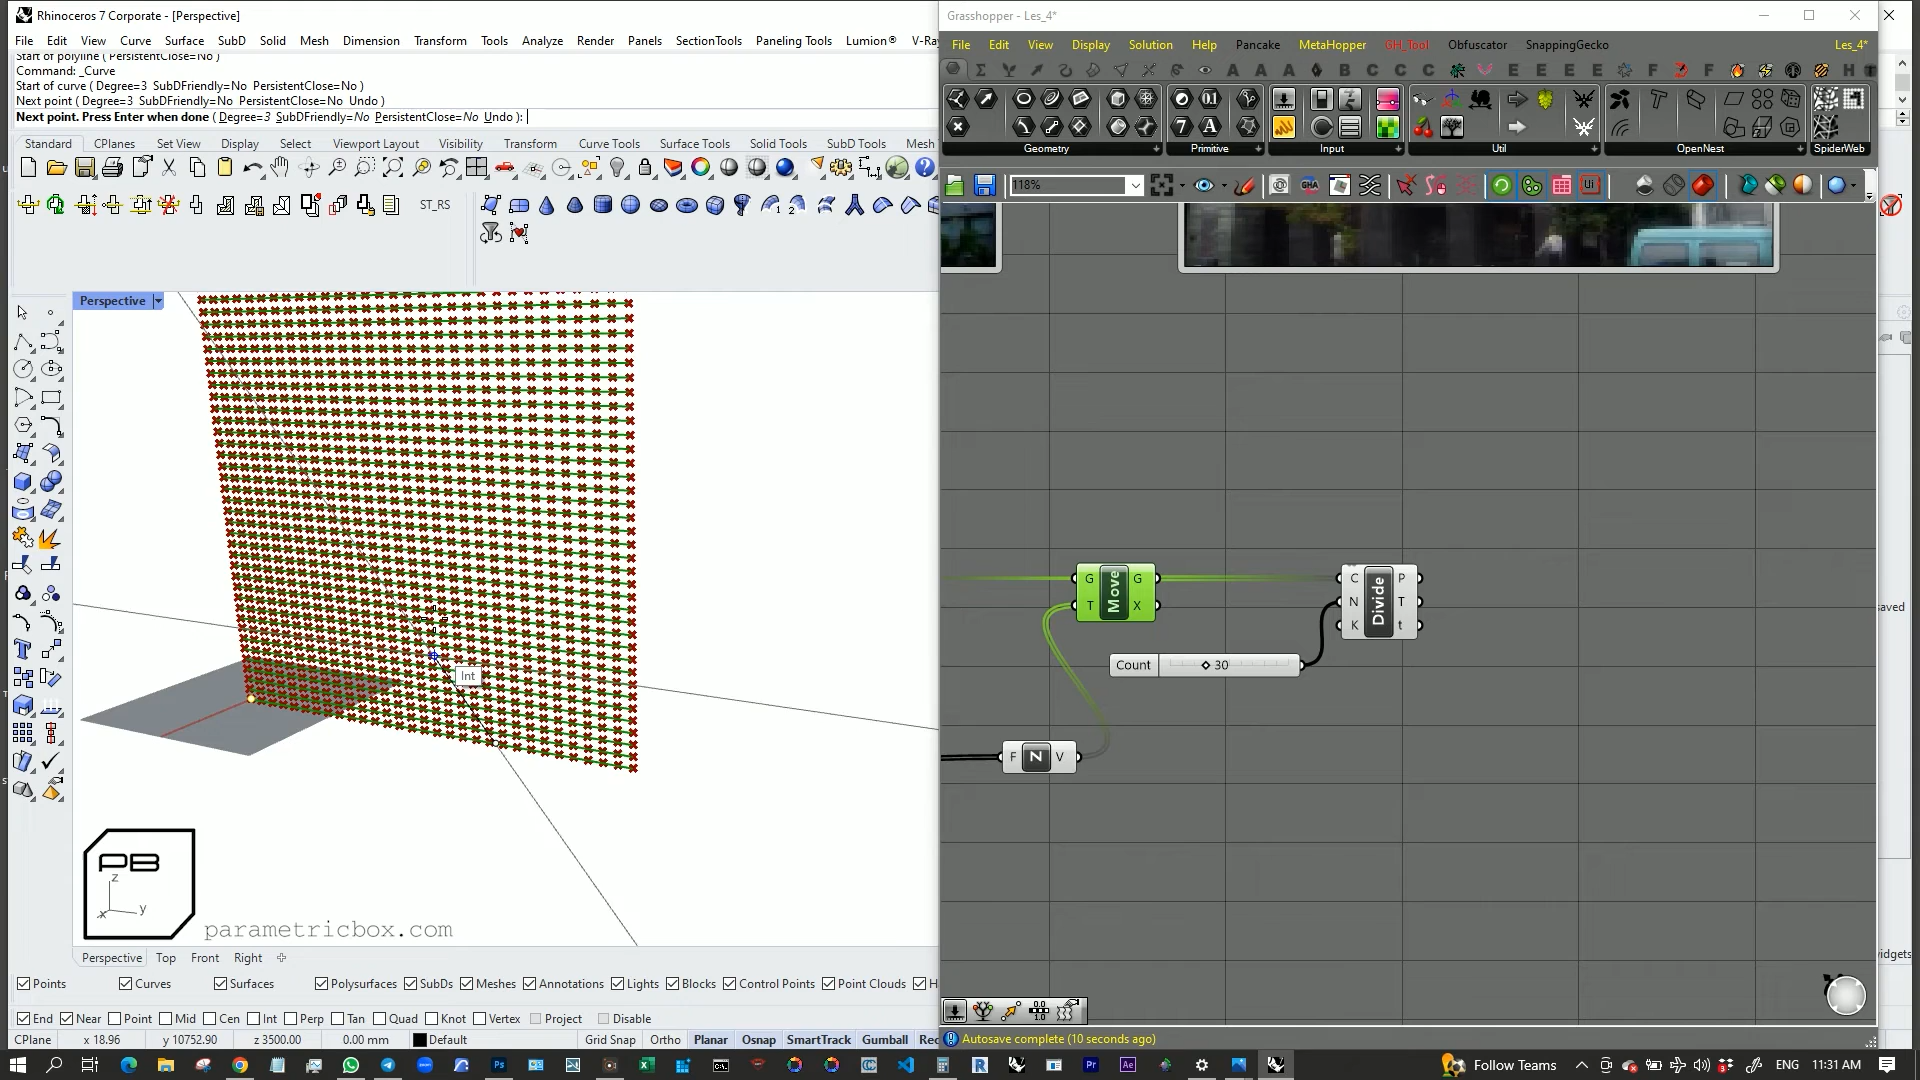 Rhinoceros 7 Corporate - [Perspective]
File Edit View Curve Surface SubD Solid Mesh Dimension Transform Tools Analyze Render Panels SectionTools Paneling Tools Lumion® V-Ray
Start of polyline ( PersistentClose=No )
Command: _Curve
Start of curve ( Degree=3 SubDFriendly=No PersistentClose=No )
Next point ( Degree=3 SubDFriendly=No PersistentClose=No Undo )
Next point. Press Enter when done ( Degree=3 SubDFriendly=No PersistentClose=No Undo ):
Standard CPlanes Set View Display Select Viewport Layout Visibility Transform Curve Tools Surface Tools Solid Tools SubD Tools Mesh
ST_RS
Perspective
Int
PB
z
x y
parametricbox.com
Perspective Top Front Right
Points Curves Surfaces Polysurfaces SubDs Meshes Annotations Lights Blocks Control Points Point Clouds H
End Near Point Mid Cen Int Perp Tan Quad Knot Vertex Project Disable
CPlane x 18.96 y 10752.90 z 3500.00 0.00 mm Default Grid Snap Ortho Planar Osnap SmartTrack Gumball Rec
Grasshopper - Les_4*
File Edit View Display Solution Help Pancake MetaHopper GH_Tool Obfuscator SnappingGecko Les_4*
Geometry Primitive Input Util OpenNest SpiderWeb
118%
G Move G
T X
C Divide P
N T
K t
Count 30
F N V
Autosave complete (10 seconds ago)
saved
widgets
Follow Teams ENG 11:31 AM